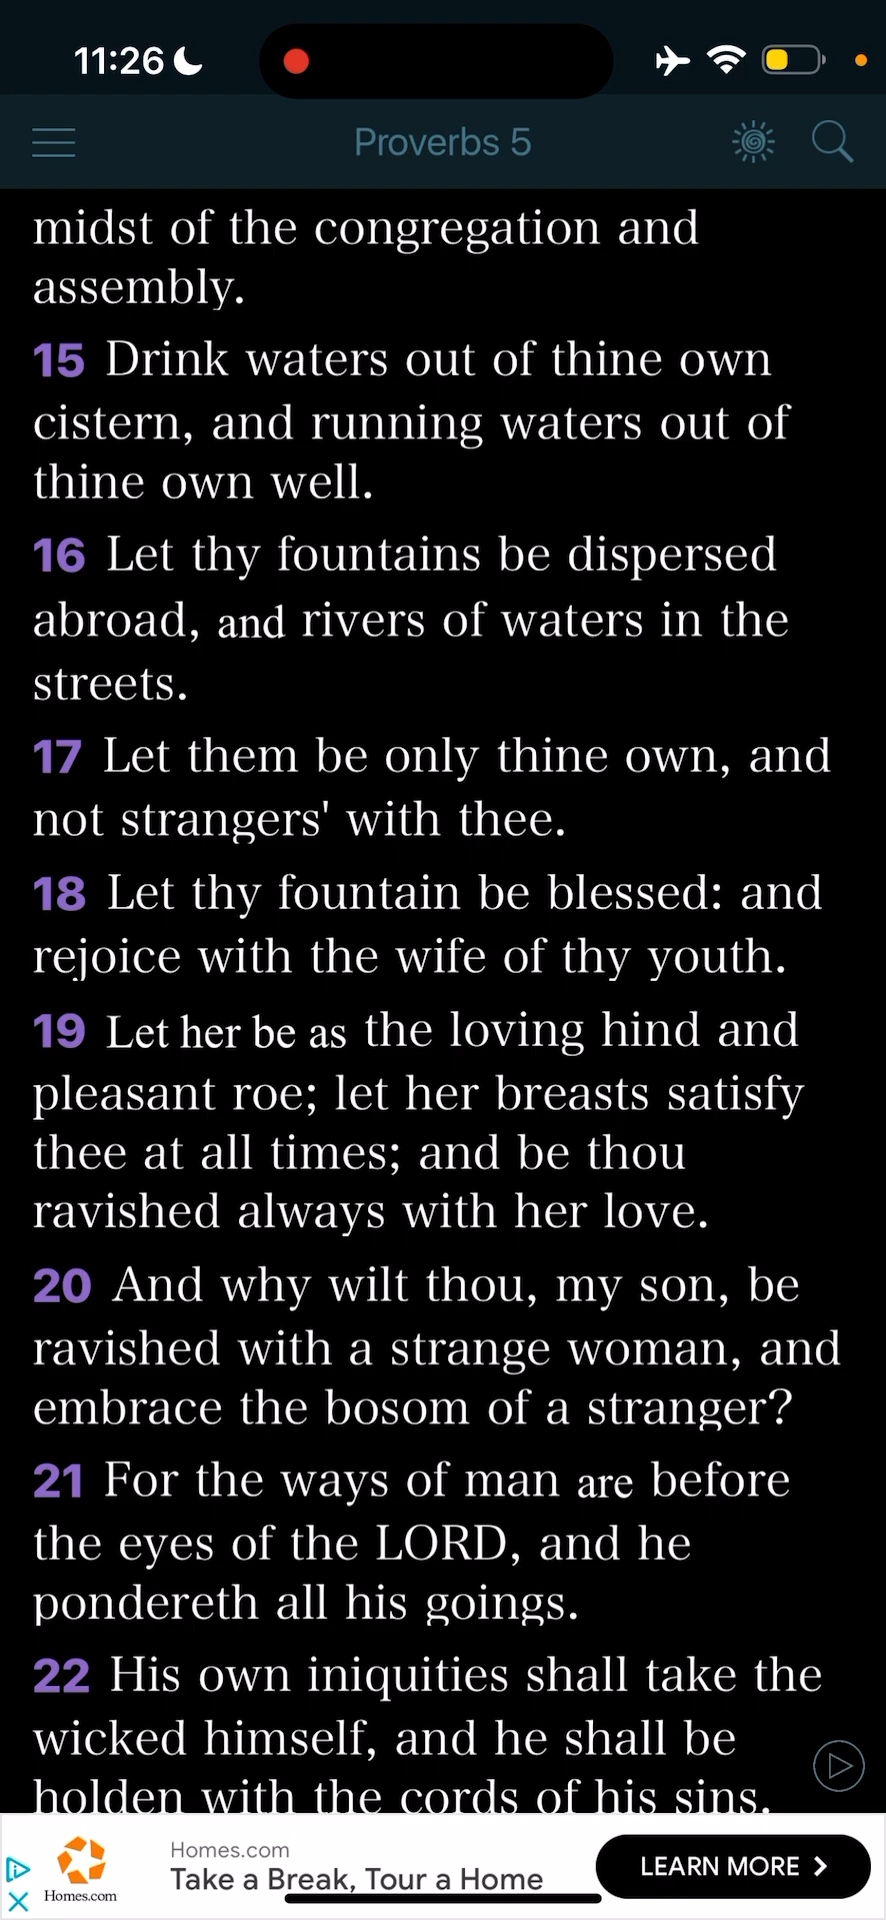 11:26
Proverbs 5
midst of the congregation and
assembly.
15 Drink waters out of thine own
cistern, and running waters out of
thine own well.
16 Let thy fountains be dispersed
abroad, and rivers of waters in the
streets.
17 Let them be only thine own, and
not strangers' with thee.
18 Let thy fountain be blessed: and
rejoice with the wife of thy youth.
19 Let her be as the loving hind and
pleasant roe; let her breasts satisfy
thee at all times; and be thou
ravished always with her love.
20 And why wilt thou, my son, be
ravished with a strange woman, and
embrace the bosom of a stranger?
21 For the ways of man are before
the eyes of the LORD, and he
pondereth all his goings.
22 His own iniquities shall take the
wicked himself, and he shall be
holden with the cords of his sins.
Homes.com
Homes.com
Take a Break, Tour a Home
LEARN MORE